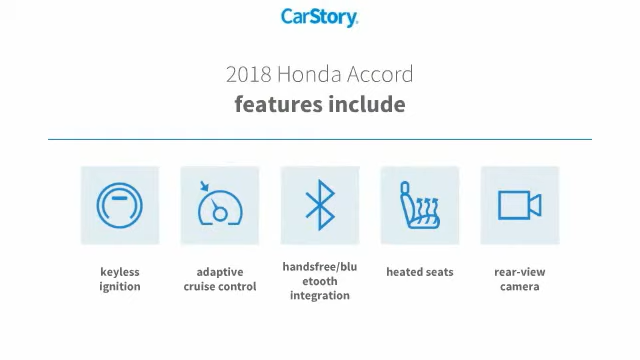 CarStory.
2018 Honda Accord
features include
keyless
ignition
adaptive
cruise control
handsfree/blu
etooth
integration
heated seats
rear-view
camera